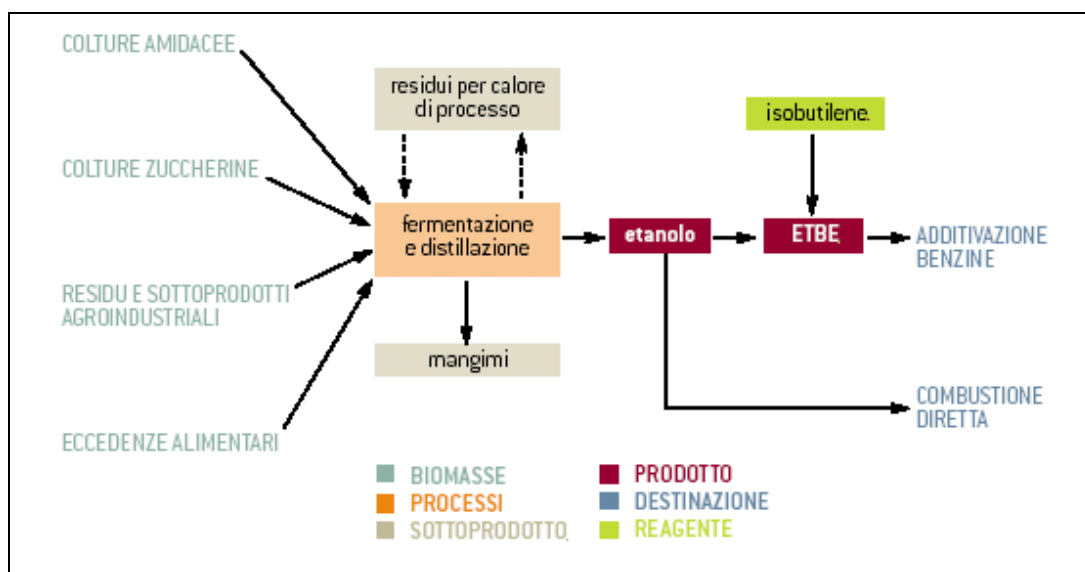 COLTURE AMIDACEE
residui per calore
di processo
isobutilene.
COLTURE ZUCCHERINE
fermentazione
e distillazione
etanolo
ETBE.
ADDITIVAZIONE
BENZINE
RESIDU E SOTTOPRODOTTI
AGROINDUSTRIALI
mangimi
COMBUSTIONE
DIRETTA
ECCEDENZE ALIMENTARI
BIOMASSE
PROCESSI
SOTTOPRODOTTO.
PRODOTTO
DESTINAZIONE
REAGENTE